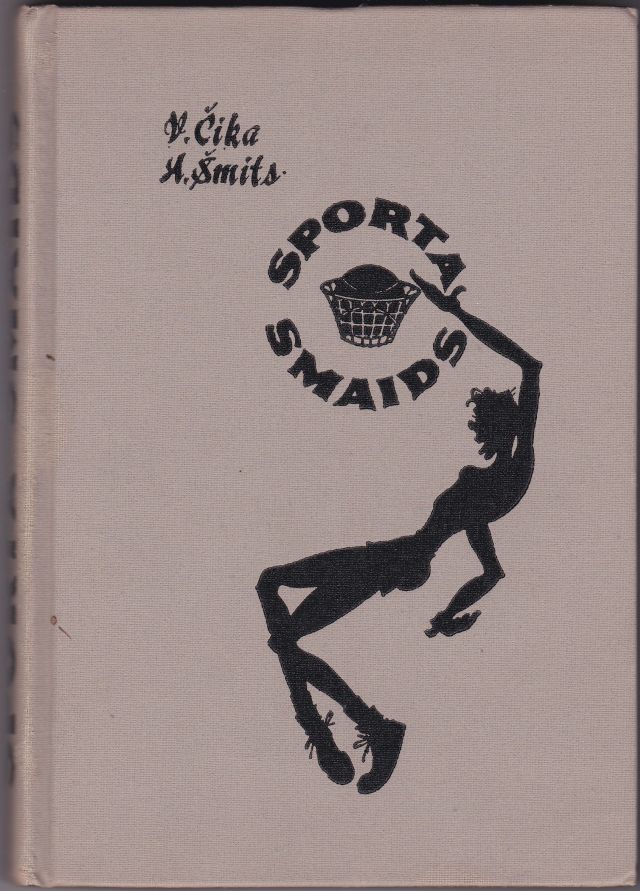 V. Čika
H. Šmits
SPORTA
SMAIDS